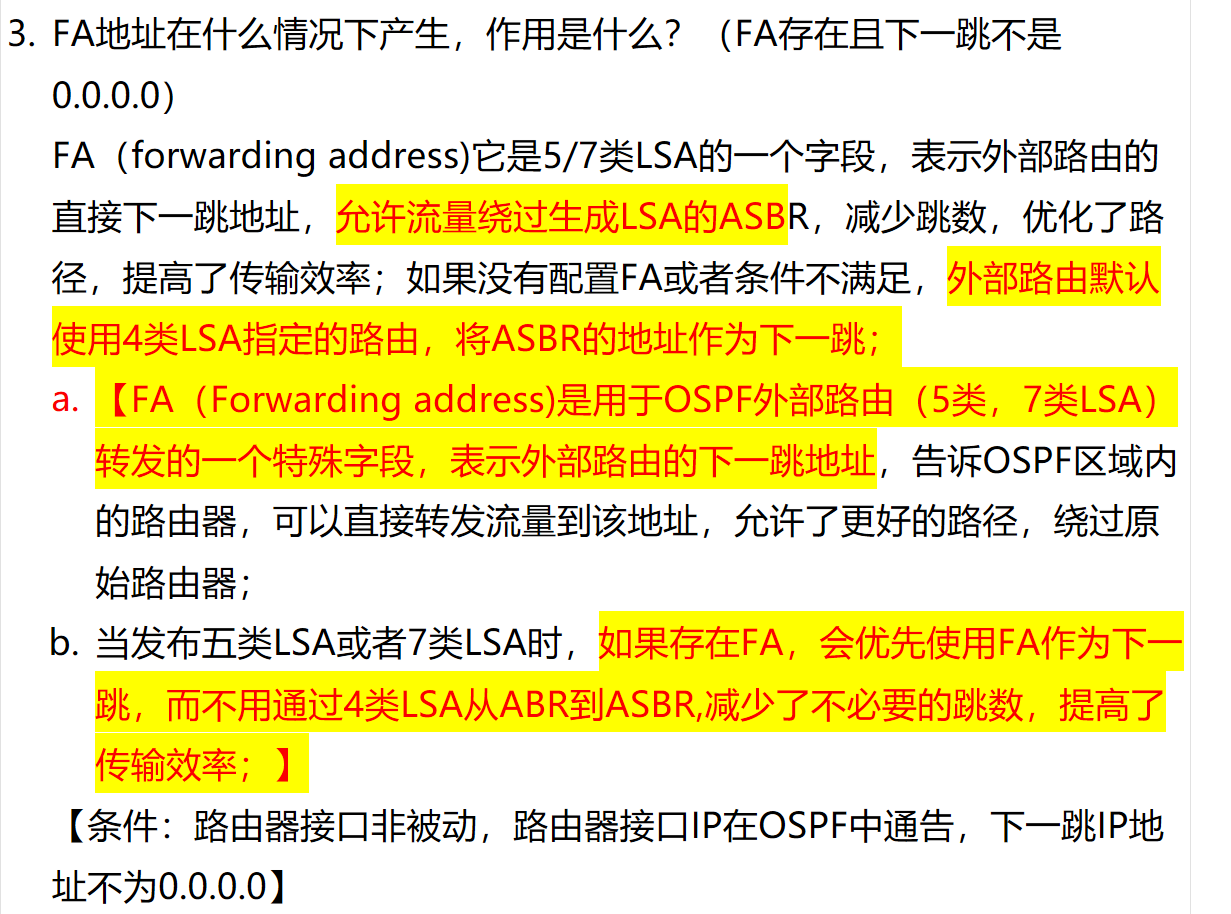 3. FA地址在什么情况下产生，作用是什么？（FA存在且下一跳不是
0.0.0.0）
FA（forwarding address)它是5/7类LSA的一个字段，表示外部路由的
直接下一跳地址，允许流量绕过生成LSA的ASBR，减少跳数，优化了路
径，提高了传输效率；如果没有配置FA或者条件不满足，外部路由默认
使用4类LSA指定的路由，将ASBR的地址作为下一跳；
a. 【FA（Forwarding address)是用于OSPF外部路由（5类，7类LSA）
转发的一个特殊字段，表示外部路由的下一跳地址，告诉OSPF区域内
的路由器，可以直接转发流量到该地址，允许了更好的路径，绕过原
始路由器；
b. 当发布五类LSA或者7类LSA时，如果存在FA，会优先使用FA作为下一
跳，而不用通过4类LSA从ABR到ASBR,减少了不必要的跳数，提高了
传输效率；】
【条件：路由器接口非被动，路由器接口IP在OSPF中通告，下一跳IP地
址不为0.0.0.0】